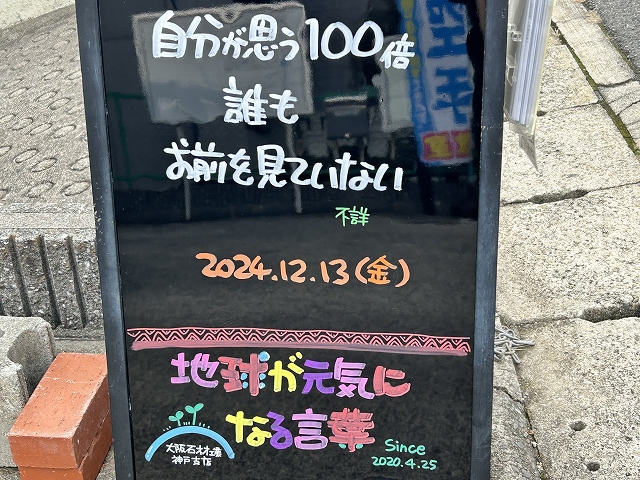 自分が思う100倍
誰も
お前を見ていない
不詳
2024.12.13(金)
地球が元気に
なる言葉
大阪石材工業
神戸店
Since
2020.4.25